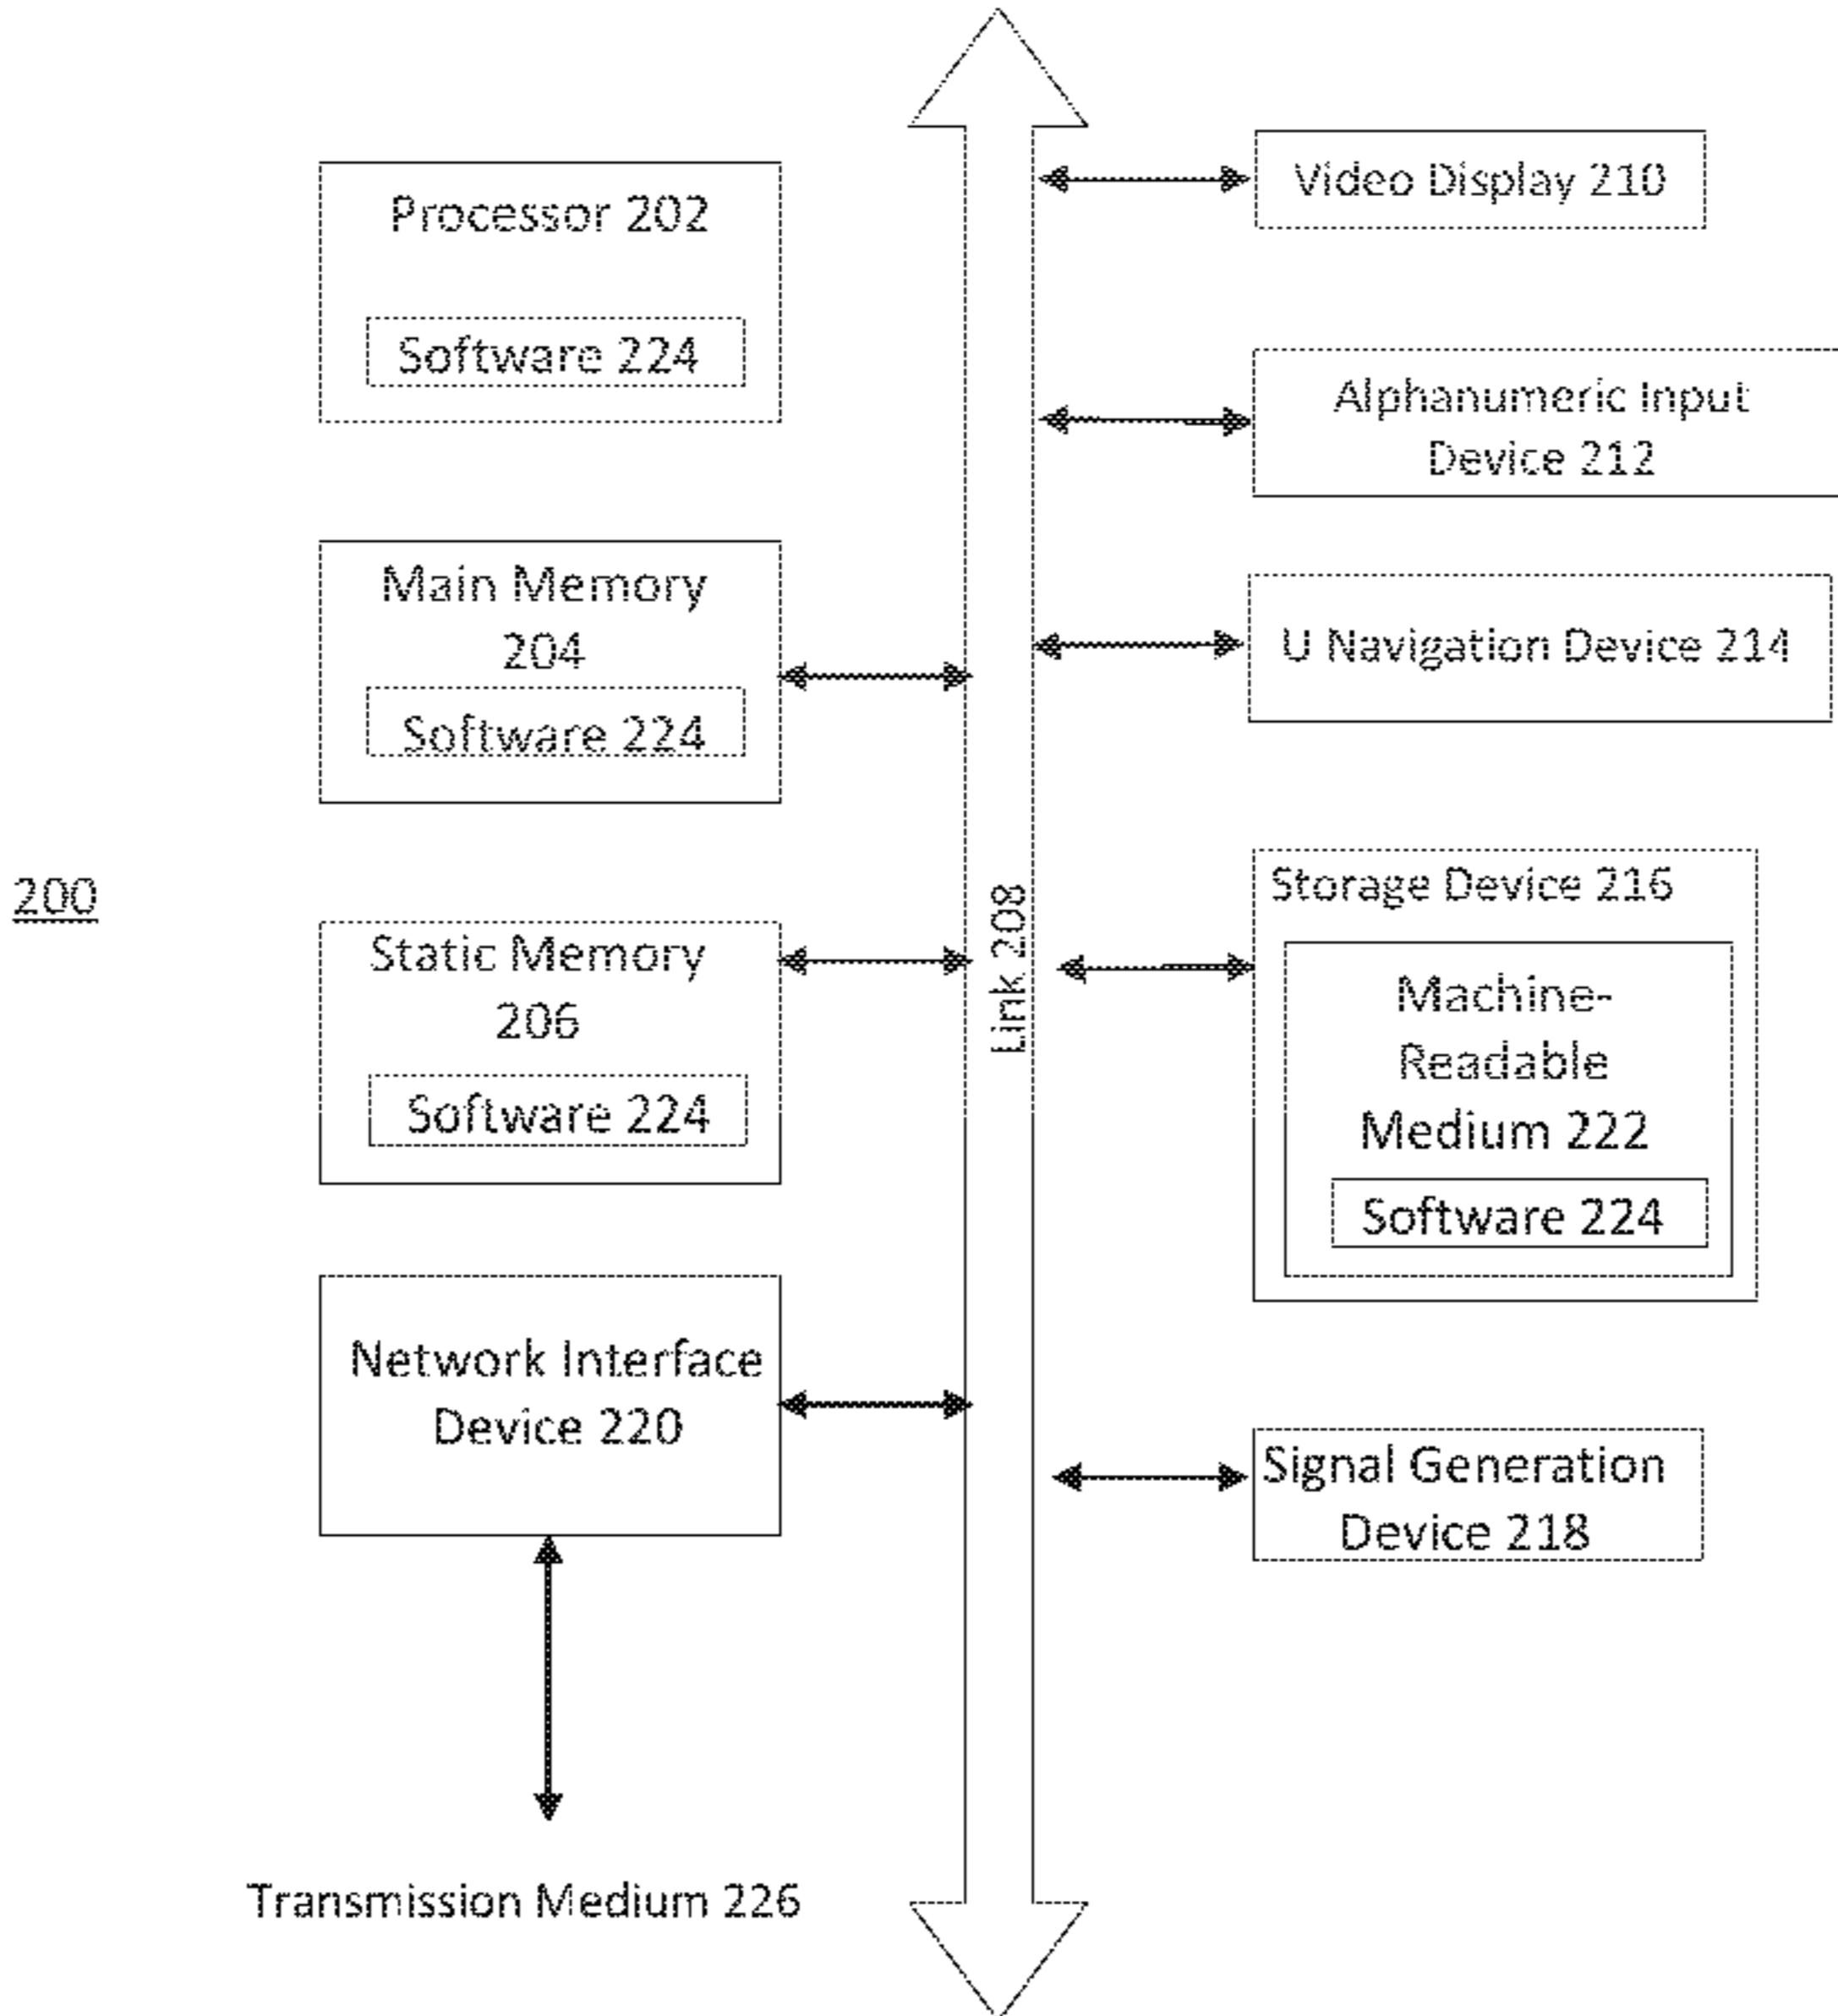 200
Processor 202
Software 224
Main Memory
204
Software 224
Static Memory
206
Software 224
Network Interface
Device 220
Transmission Medium 226
Link 208
Video Display 210
Alphanumeric Input
Device 212
U Navigation Device 214
Storage Device 216
Machine-
Readable
Medium 222
Software 224
Signal Generation
Device 218